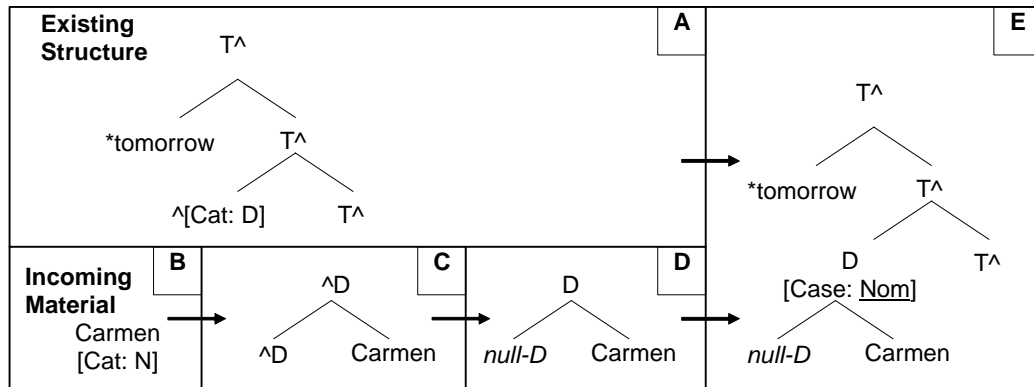 Existing
Structure
A
T^
*tomorrow T^
^[Cat: D] T^
Incoming
Material
B
Carmen
[Cat: N]
C
^D
^D Carmen
D
D
null-D Carmen
E
T^
*tomorrow T^
D T^
[Case: Nom]
null-D Carmen